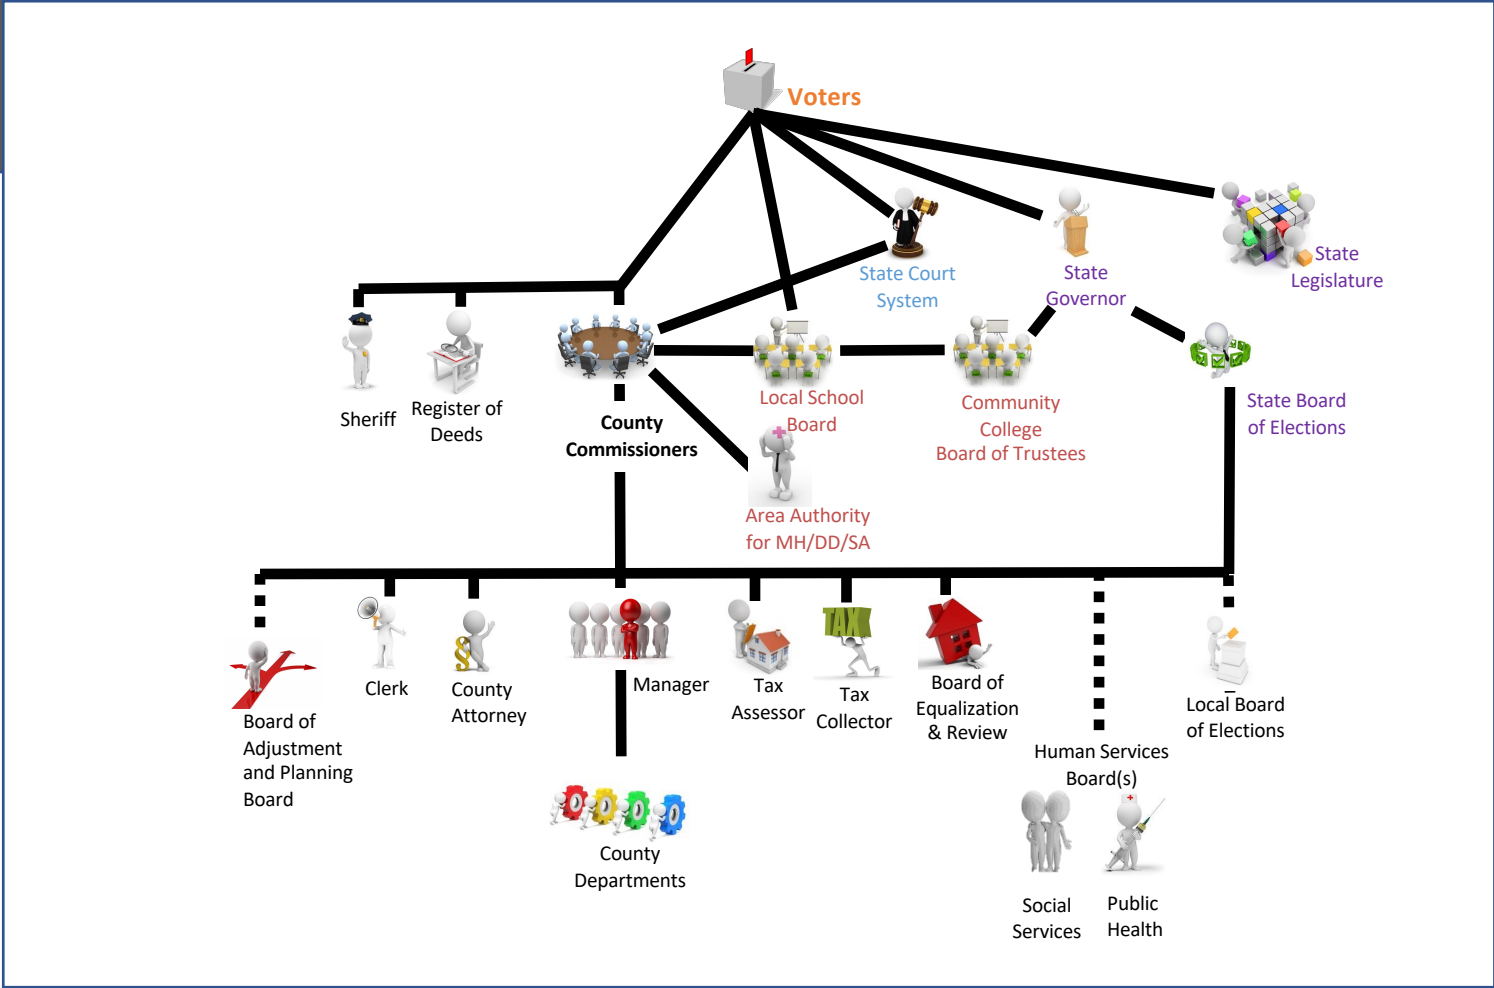 Voters
State Court
System
State
Governor
State
Legislature
Sheriff
Register of
Deeds
County
Commissioners
Local School
Board
Community
College
Board of Trustees
State Board
of Elections
Area Authority
for MH/DD/SA
TAX
Board of
Adjustment
and Planning
Board
Clerk
County
Attorney
Manager
Tax
Assessor
Tax
Collector
Board of
Equalization
& Review
Human Services
Board(s)
Local Board
of Elections
County
Departments
Social
Services
Public
Health